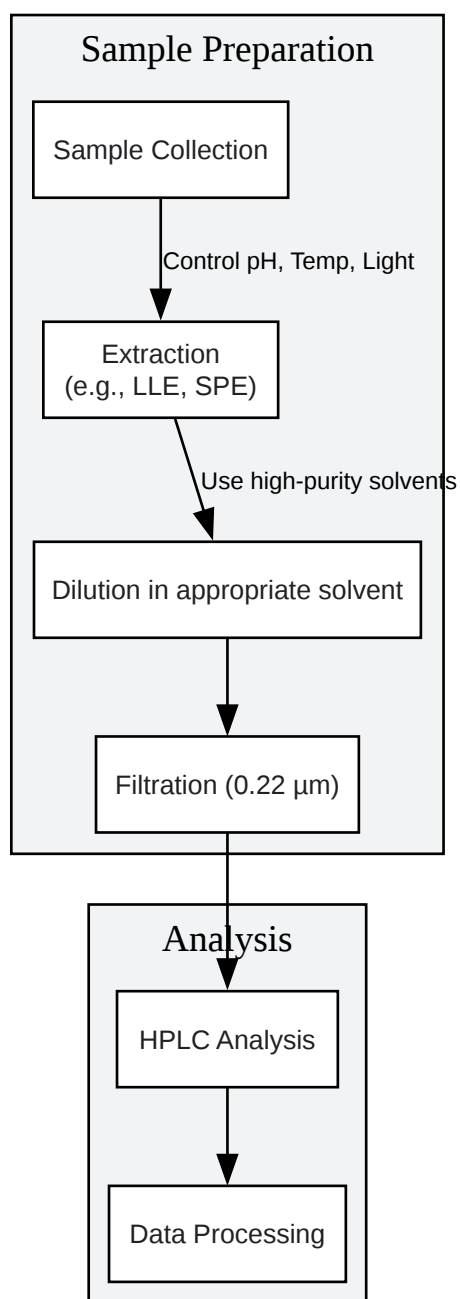 Sample Preparation
Sample Collection
Control pH, Temp, Light
Extraction
(e.g., LLE, SPE)
Use high-purity solvents
Dilution in appropriate solvent
Filtration (0.22 µm)
Analysis
HPLC Analysis
Data Processing